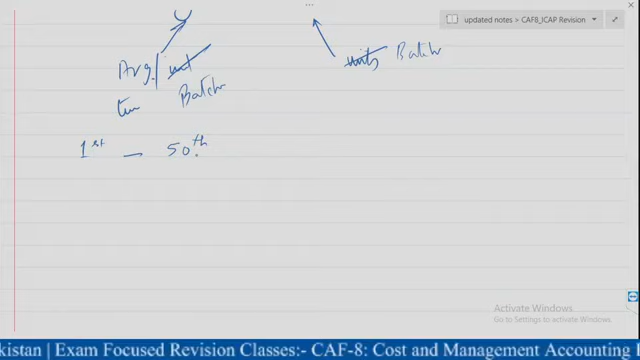 updated notes > CAF8_ICAP Revision
Avg./ unit units Batch
Batch
1st — 50th
Activate Windows
Go to Settings to activate Windows.
kistan | Exam Focused Revision Classes:- CAF-8: Cost and Management Accounting